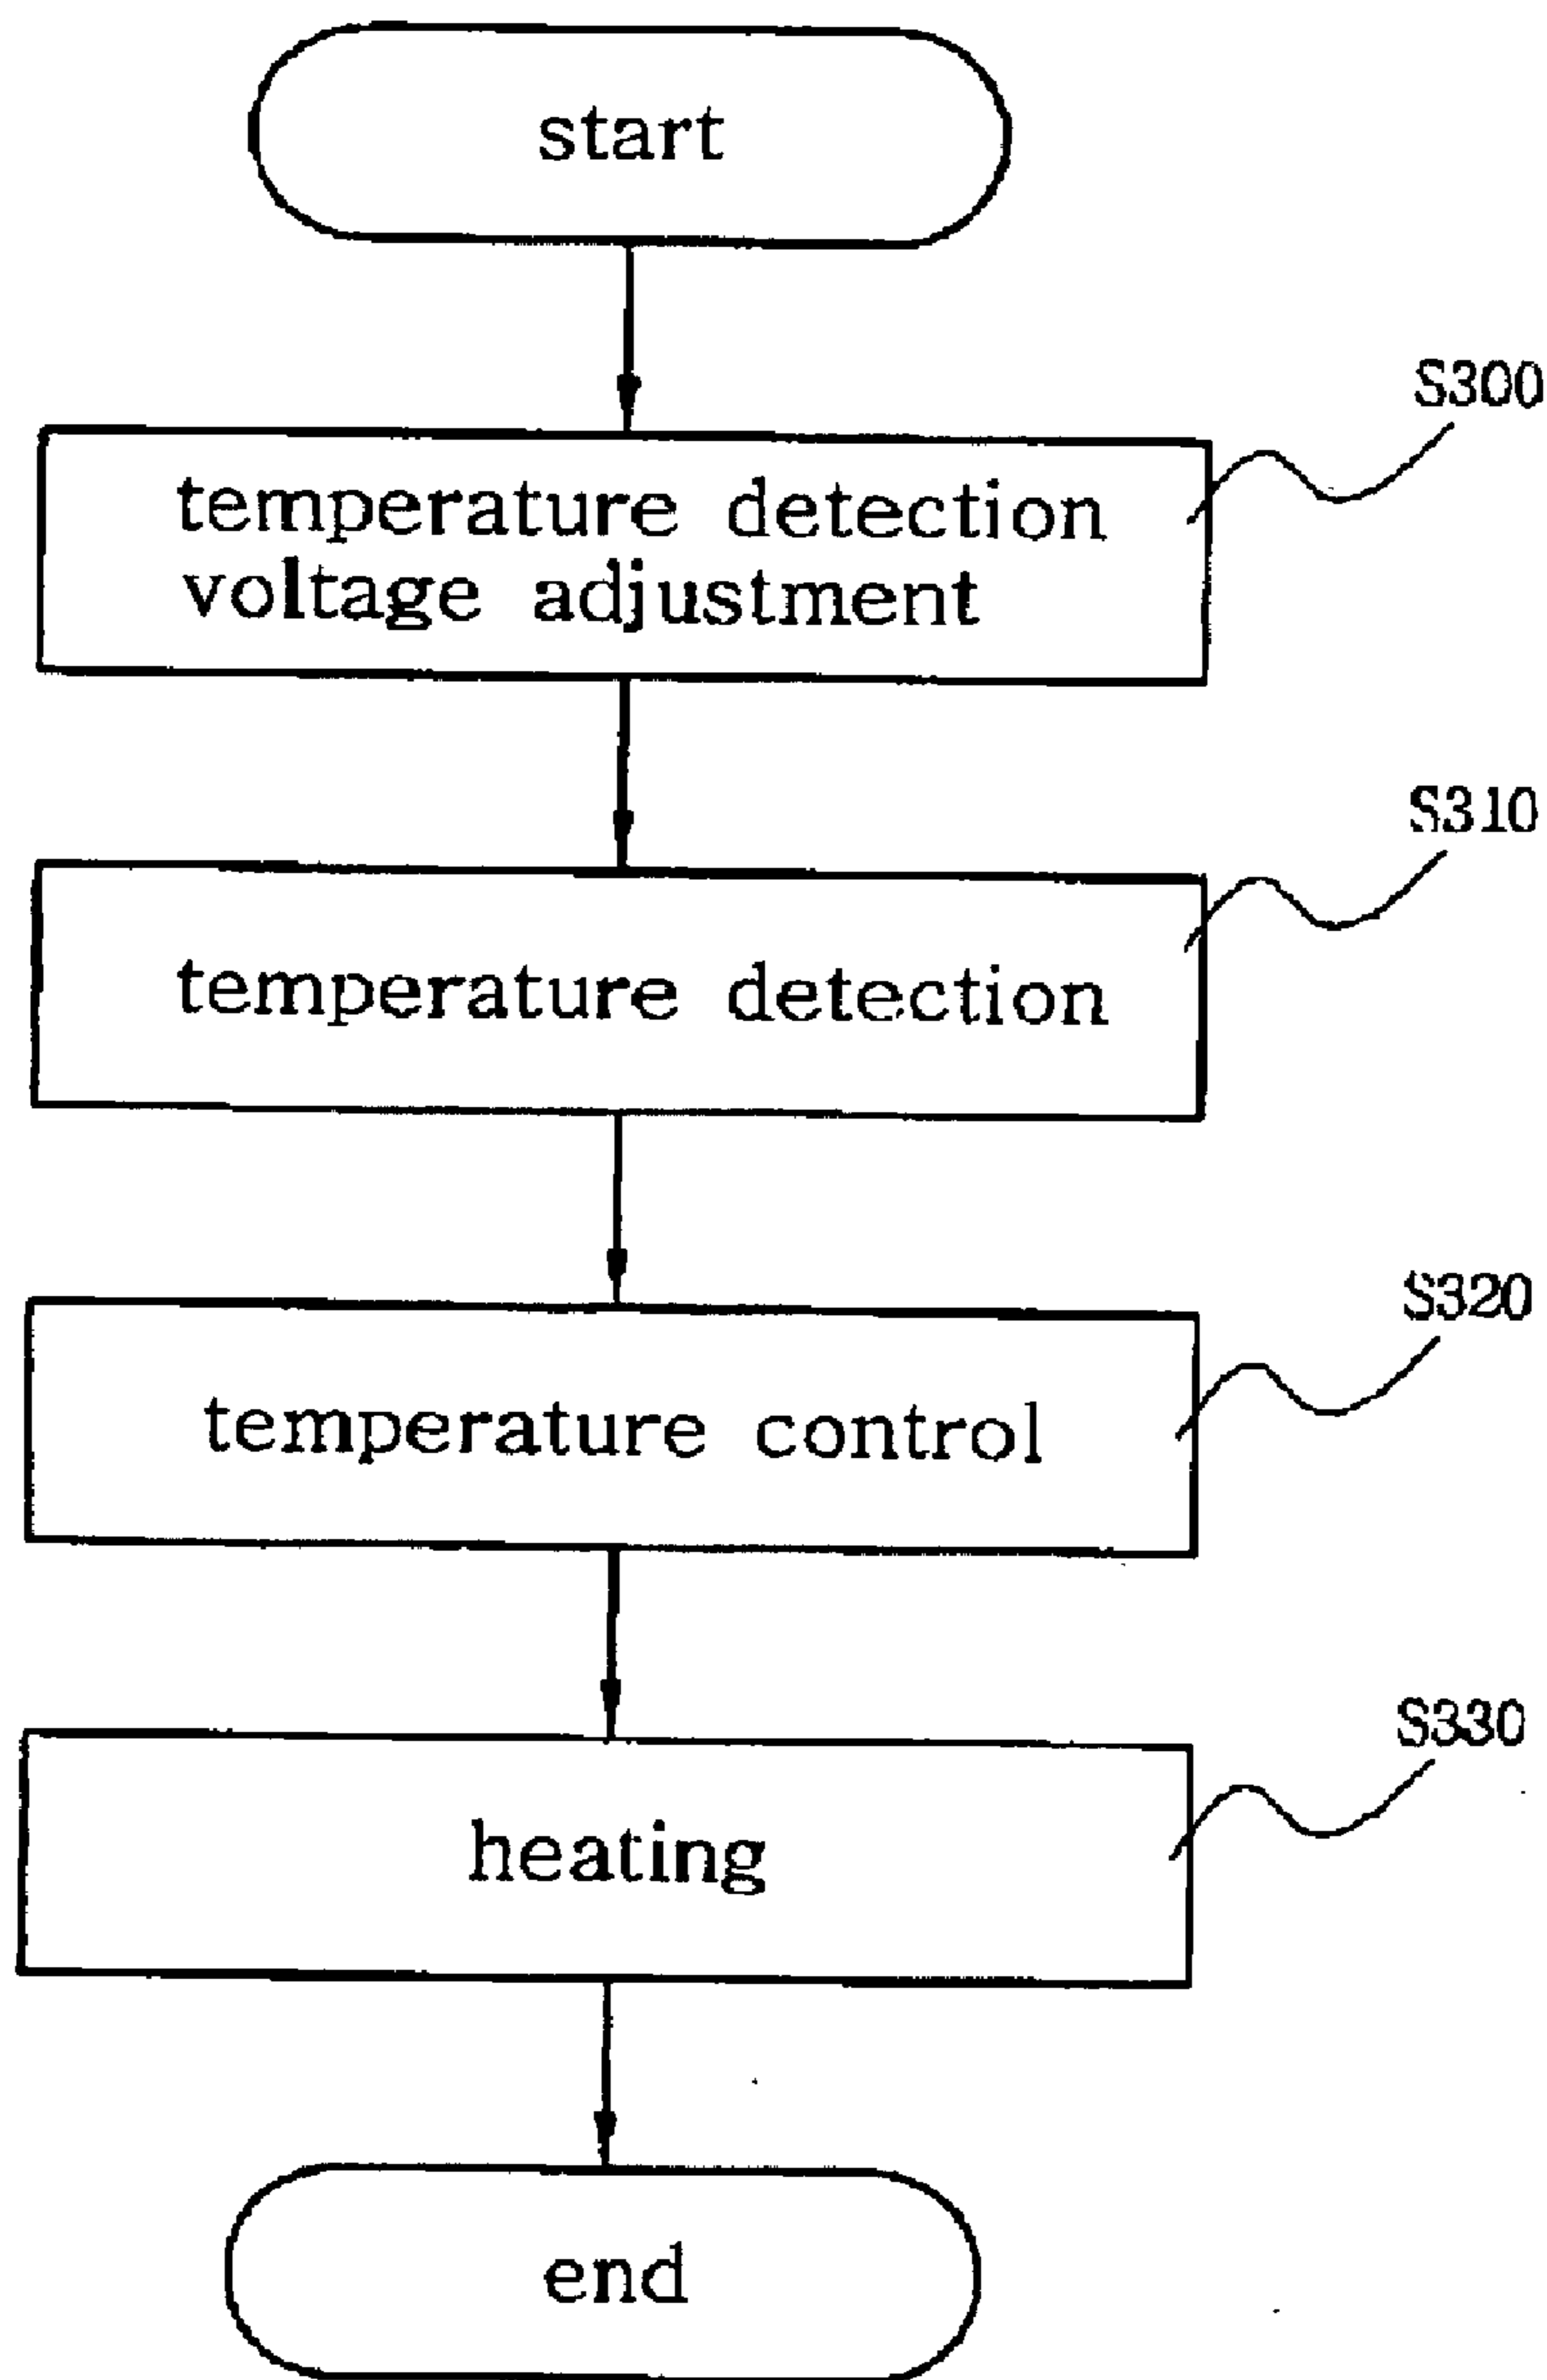 start
S300
temperature detection
voltage adjustment
S310
temperature detection
S320
temperature control
S330
heating
end